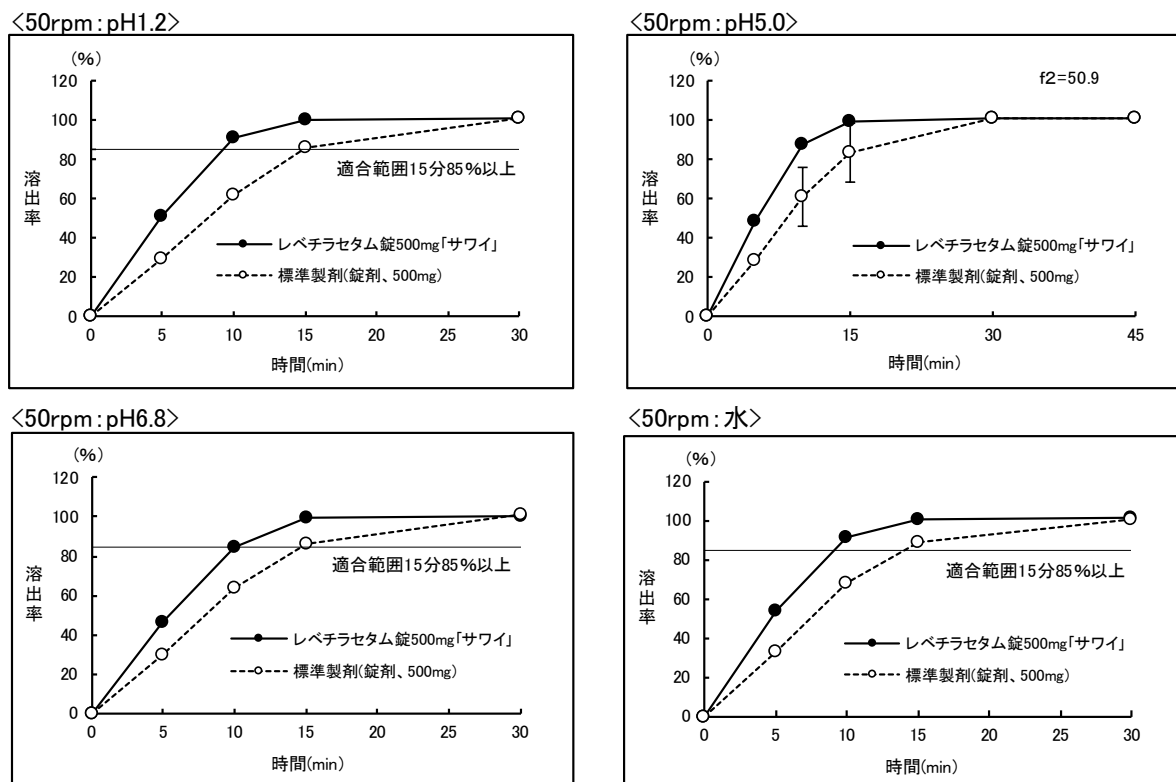 <50rpm:pH1.2>
(%)
120
100
80
60
40
20
0
溶出率
適合範囲15分85%以上
レベチラセタム錠500mg「サワイ」
標準製剤(錠剤、500mg)
0 5 10 15 20 25 30
時間(min)
<50rpm:pH5.0>
(%)
f2=50.9
120
100
80
60
40
20
0
溶出率
レベチラセタム錠500mg「サワイ」
標準製剤(錠剤、500mg)
0 15 30 45
時間(min)
<50rpm:pH6.8>
(%)
120
100
80
60
40
20
0
溶出率
適合範囲15分85%以上
レベチラセタム錠500mg「サワイ」
標準製剤(錠剤、500mg)
0 5 10 15 20 25 30
時間(min)
<50rpm:水>
(%)
120
100
80
60
40
20
0
溶出率
適合範囲15分85%以上
レベチラセタム錠500mg「サワイ」
標準製剤(錠剤、500mg)
0 5 10 15 20 25 30
時間(min)